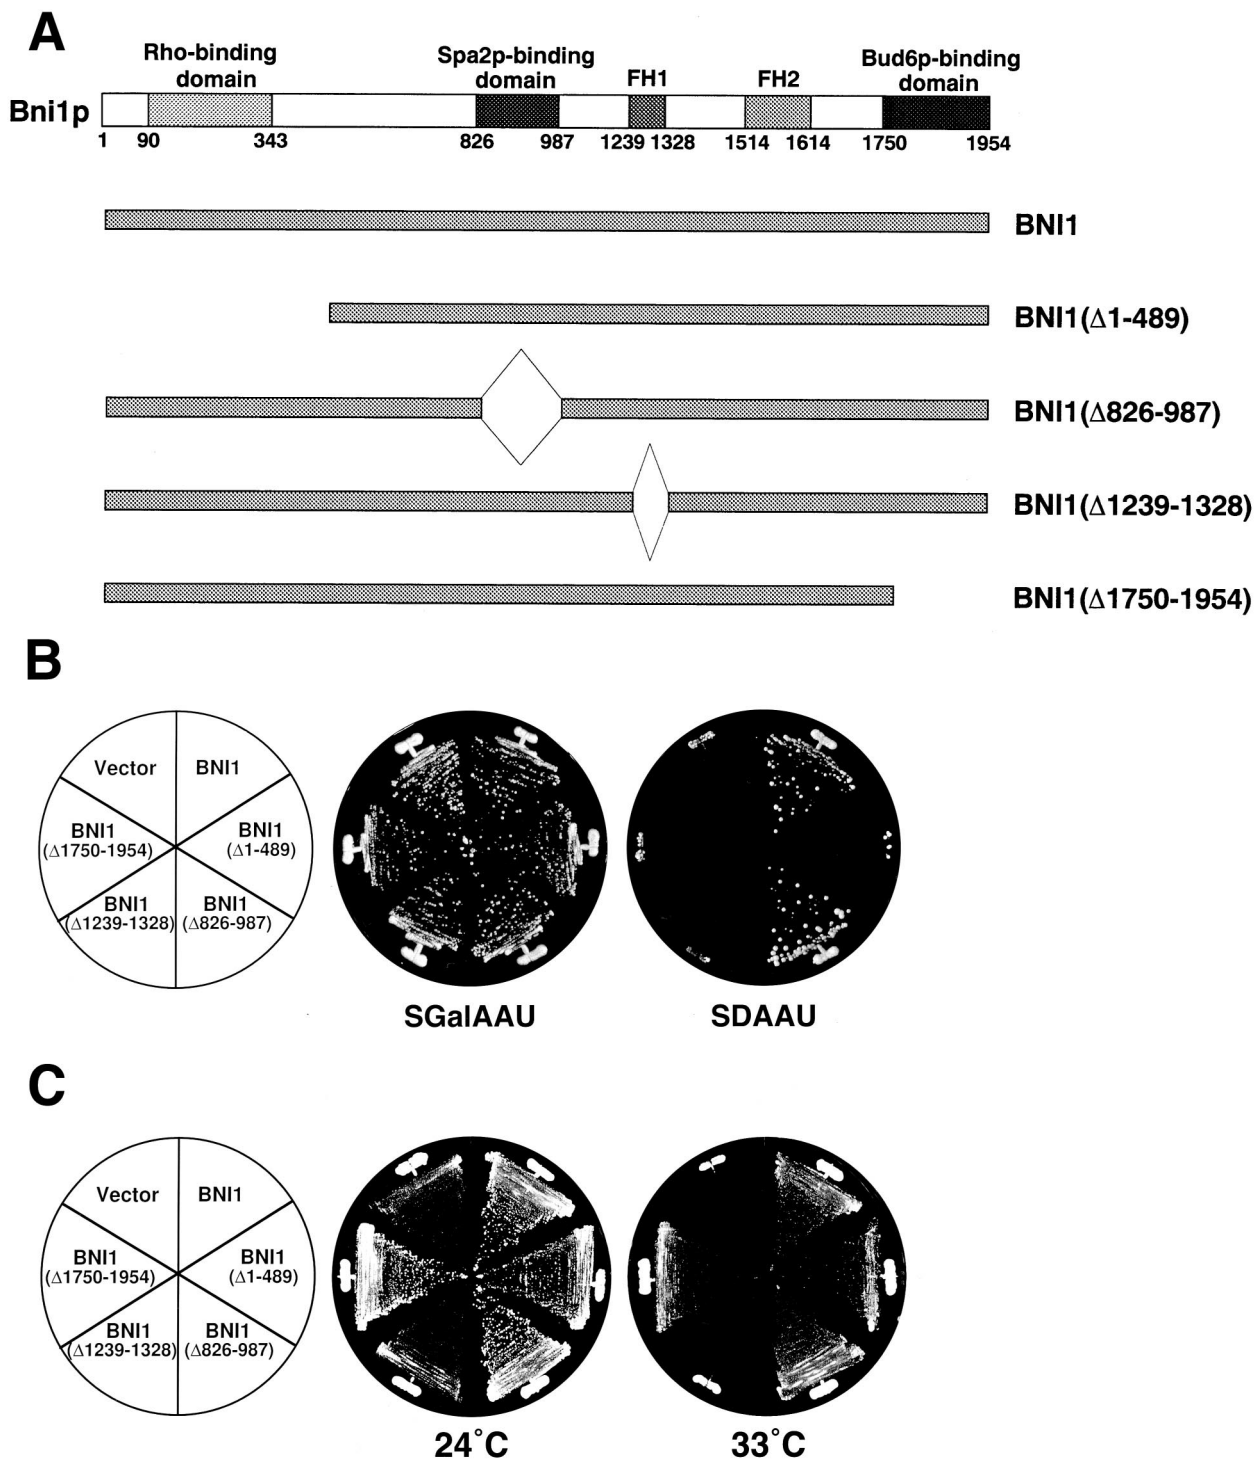 A
Rho-binding
domain
Spa2p-binding
domain
FH1
FH2
Bud6p-binding
domain
Bni1p
1 90 343 826 987 1239 1328 1514 1614 1750 1954
BNI1
BNI1(Δ1-489)
BNI1(Δ826-987)
BNI1(Δ1239-1328)
BNI1(Δ1750-1954)
B
Vector
BNI1
BNI1
(Δ1750-1954)
BNI1
(Δ1-489)
BNI1
(Δ1239-1328)
BNI1
(Δ826-987)
SGalAAU
SDAAU
C
Vector
BNI1
BNI1
(Δ1750-1954)
BNI1
(Δ1-489)
BNI1
(Δ1239-1328)
BNI1
(Δ826-987)
24°C
33°C